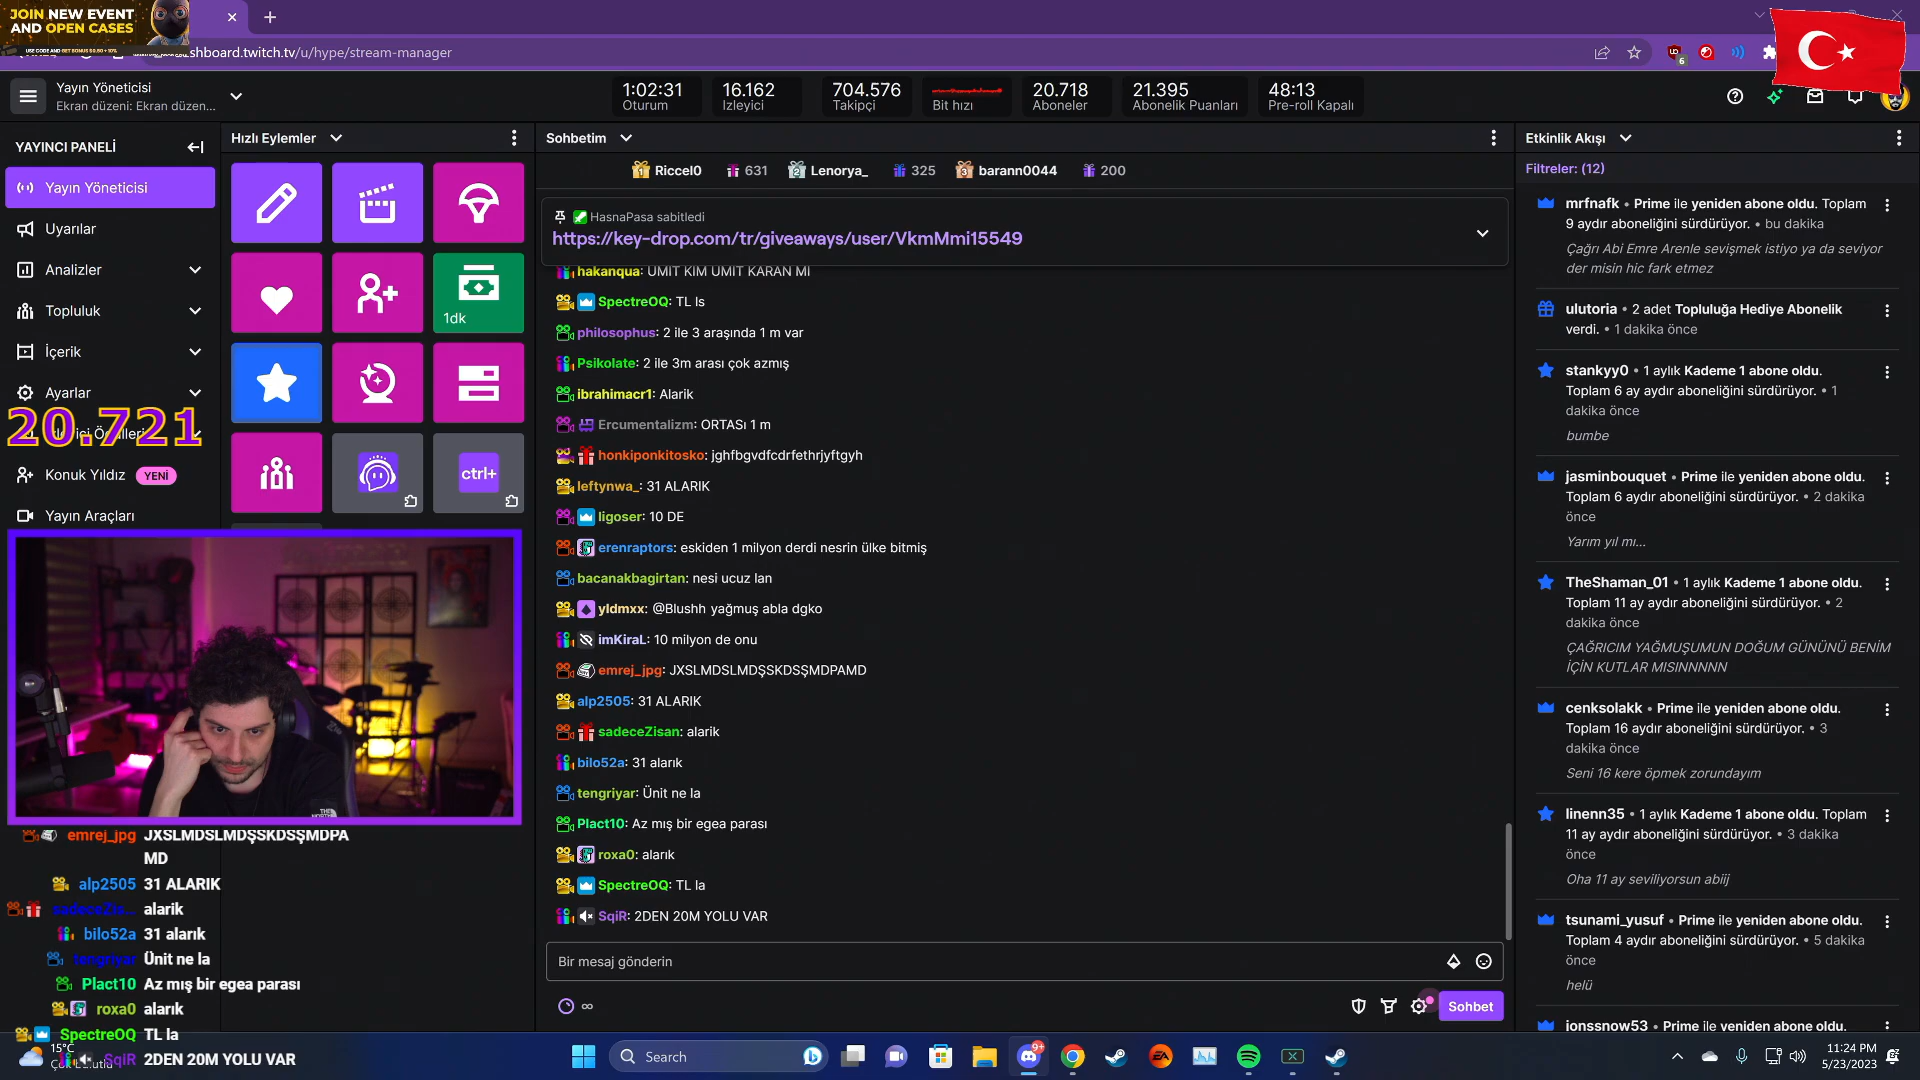 JOIN NEW EVENT
AND OPEN CASES
USE CODE AND GET BONUS $0.50 + 10%
shboard.twitch.tv/u/hype/stream-manager
6
Yayın Yöneticisi
Ekran düzeni: Ekran düzen...
1:02:31
Oturum
16.162
İzleyici
704.576
Takipçi
Bit hızı
20.718
Aboneler
21.395
Abonelik Puanları
48:13
Pre-roll Kapalı
YAYINCI PANELİ
Yayın Yöneticisi
Uyarılar
Analizler
Topluluk
İçerik
Ayarlar
20.721
Konuk Yıldız YENİ
Yayın Araçları
Hızlı Eylemler
1dk
ctrl+
Sohbetim
1 Riccel0 631 2 Lenorya_ 325 3 barann0044 200
HasnaPasa sabitledi
https://key-drop.com/tr/giveaways/user/VkmMmi15549
hakanqua: UMIT KIM UMIT KARAN MI
SpectreOQ: TL ls
philosophus: 2 ile 3 araşında 1 m var
Psikolate: 2 ile 3m arası çok azmış
ibrahimacr1: Alarik
Ercumentalizm: ORTASı 1 m
honkiponkitosko: jghfbgvdfcdrfethrjyftgyh
leftynwa_: 31 ALARIK
ligoser: 10 DE
erenraptors: eskiden 1 milyon derdi nesrin ülke bitmiş
bacanakbagirtan: nesi ucuz lan
yldmxx: @Blushh yağmuş abla dgko
imKiraL: 10 milyon de onu
emrej_jpg: JXSLMDSLMDŞSKDSŞMDPAMD
alp2505: 31 ALARIK
sadeceZisan: alarik
bilo52a: 31 alarık
tengriyar: Ünit ne la
Plact10: Az mış bir egea parası
roxa0: alarık
SpectreOQ: TL la
SqiR: 2DEN 20M YOLU VAR
Bir mesaj gönderin
Sohbet
Etkinlik Akışı
Filtreler: (12)
mrfnafk • Prime ile yeniden abone oldu. Toplam
9 aydır aboneliğini sürdürüyor. • bu dakika
Çağrı Abi Emre Arenle sevişmek istiyo ya da seviyor
der misin hic fark etmez
ulutoria • 2 adet Topluluğa Hediye Abonelik
verdi. • 1 dakika önce
stankyy0 • 1 aylık Kademe 1 abone oldu.
Toplam 6 ay aydır aboneliğini sürdürüyor. • 1
dakika önce
bumbe
jasminbouquet • Prime ile yeniden abone oldu.
Toplam 6 aydır aboneliğini sürdürüyor. • 2 dakika
önce
Yarım yıl mı...
TheShaman_01 • 1 aylık Kademe 1 abone oldu.
Toplam 11 ay aydır aboneliğini sürdürüyor. • 2
dakika önce
ÇAĞRICIM YAĞMUŞUMUN DOĞUM GÜNÜNÜ BENİM
İÇİN KUTLAR MISINNNNN
cenksolakk • Prime ile yeniden abone oldu.
Toplam 16 aydır aboneliğini sürdürüyor. • 3
dakika önce
Seni 16 kere öpmek zorundayım
linenn35 • 1 aylık Kademe 1 abone oldu. Toplam
11 ay aydır aboneliğini sürdürüyor. • 3 dakika
önce
Oha 11 ay seviliyorsun abiij
tsunami_yusuf • Prime ile yeniden abone oldu.
Toplam 4 aydır aboneliğini sürdürüyor. • 5 dakika
önce
helü
jonssnow53 • Prime ile yeniden abone oldu.
THE
emrej_jpg JXSLMDSLMDŞSKDSŞMDPA
MD
alp2505 31 ALARIK
sadeceZis... alarik
bilo52a 31 alarık
tengriyar Ünit ne la
Plact10 Az mış bir egea parası
roxa0 alarık
SpectreOQ TL la
SqiR 2DEN 20M YOLU VAR
15°C
Search
9+
EA
11:24 PM
5/23/2023